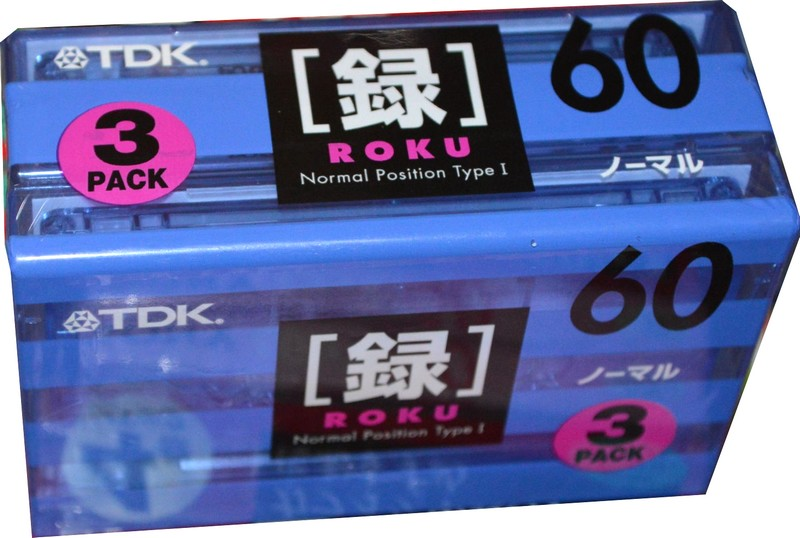 TDK.
60
[録]
ROKU
Normal Position Type I
3
PACK
ノーマル
60
TDK.
[録]
ROKU
Normal Position Type I
ノーマル
3
PACK